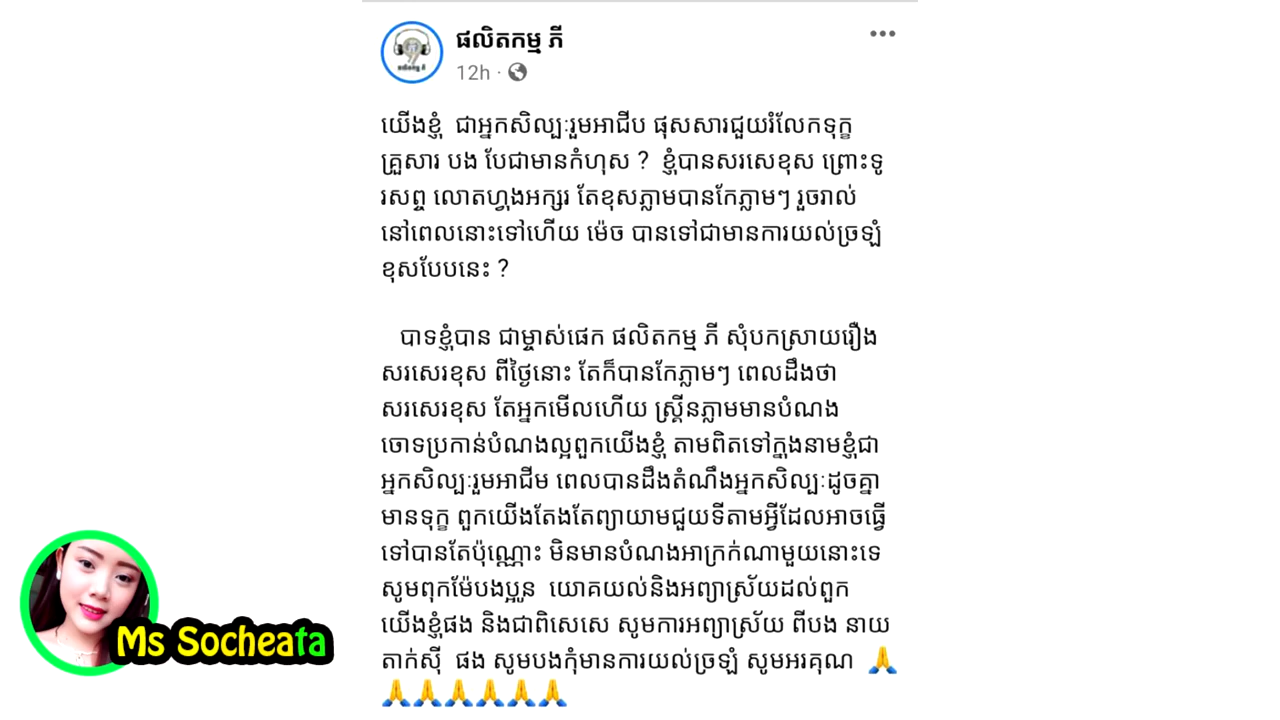 ផលិតកម្ម ភី
12h ·
យើងខ្ញុំ ជាអ្នកសិល្បៈរួមអាជីប ផុសសារជួយរំលែកទុក្ខ
គ្រួសារ បង បែជាមានកំហុស ? ខ្ញុំបានសរសេខុស ព្រោះទូ
រសព្ទ លោតហ្វុងអក្សរ តែខុសភ្លាមបានកែភ្លាមៗ រួចរាល់
នៅពេលនោះទៅហើយ ម៉េច បានទៅជាមានការយល់ច្រឡំ
ខុសបែបនេះ ?
បាទខ្ញុំបាន ជាម្ចាស់ផេក ផលិតកម្ម ភី សុំបកស្រាយរឿង
សរសេរខុស ពីថ្ងៃនោះ តែក៏បានកែភ្លាមៗ ពេលដឹងថា
សរសេរខុស តែអ្នកមើលហើយ ស្គ្រីនភ្លាមមានបំណង
ចោទប្រកាន់បំណងល្អពួកយើងខ្ញុំ តាមពិតទៅក្នុងនាមខ្ញុំជា
អ្នកសិល្បៈរួមអាជីម ពេលបានដឹងតំណឹងអ្នកសិល្បៈដូចគ្នា
មានទុក្ខ ពួកយើងតែងតែព្យាយាមជួយទីតាមអ្វីដែលអាចធ្វើ
ទៅបានតែប៉ុណ្ណោះ មិនមានបំណងអាក្រក់ណាមួយនោះទេ
សូមពុកម៉ែបងប្អូន យោគយល់និងអព្យាស្រ័យដល់ពួក
យើងខ្ញុំផង និងជាពិសេសេ សូមការអព្យាស្រ័យ ពីបង នាយ
តាក់ស៊ី ផង សូមបងកុំមានការយល់ច្រឡំ សូមអរគុណ 🙏
🙏🙏🙏🙏🙏🙏
Ms Socheata